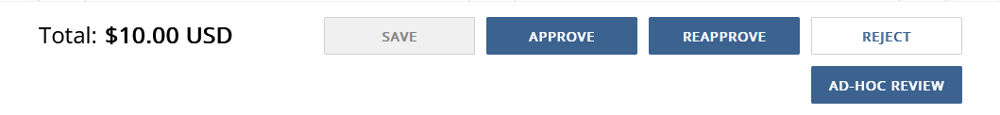 Total: $10.00 USD SAVE APPROVE REAPPROVE REJECT
AD-HOC REVIEW